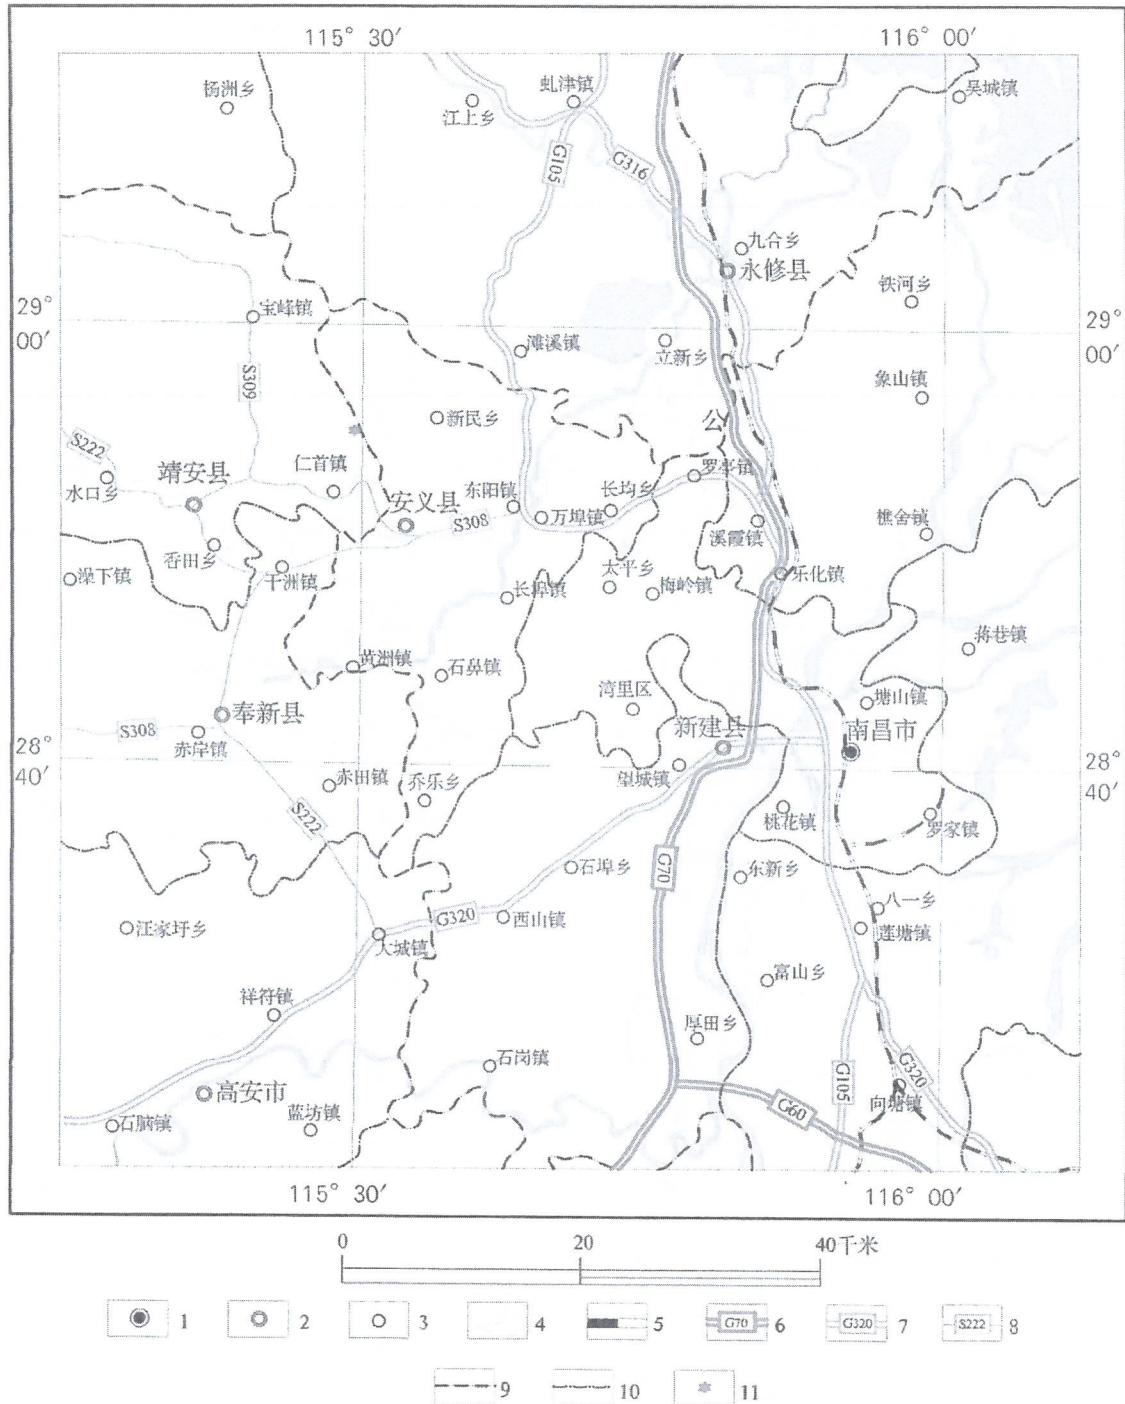 115° 30′
116° 00′
杨洲乡
江上乡
虬津镇
吴城镇
G105
G316
九合乡
永修县
铁河乡
29°
00′
宝峰镇
滩溪镇
立新乡
29°
00′
象山镇
S309
新民乡
公
S222
靖安县
水口乡
仁首镇
安义县
东阳镇
S308
万埠镇
长均乡
罗亭镇
溪霞镇
樵舍镇
香田乡
干洲镇
澡下镇
长埠镇
太平乡
梅岭镇
乐化镇
蒋巷镇
黄洲镇
石鼻镇
湾里区
塘山镇
奉新县
新建县
南昌市
S308
赤岸镇
28°
40′
望城镇
28°
40′
赤田镇
乔乐乡
桃花镇
罗家镇
S222
石埠乡
G70
东新乡
八一乡
莲塘镇
汪家圩乡
G320
大城镇
西山镇
富山乡
祥符镇
厚田乡
石岗镇
G105
G320
向塘镇
高安市
石脑镇
蓝坊镇
G60
115° 30′
116° 00′
0 20 40千米
1 2 3 4 5 G70 6 G320 7 S222 8
9 10 11